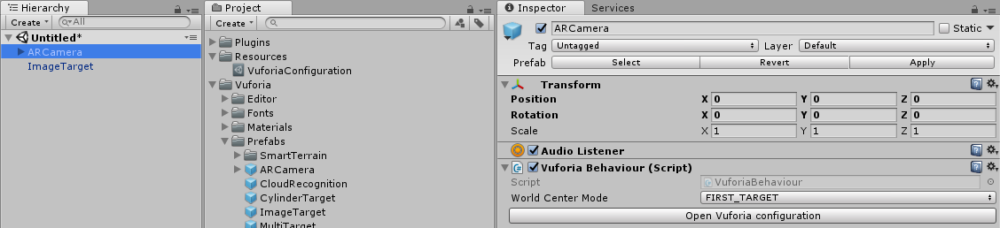 Hierarchy
Create All
Untitled*
ARCamera
ImageTarget
Project
Create
Plugins
Resources
VuforiaConfiguration
Vuforia
Editor
Fonts
Materials
Prefabs
SmartTerrain
ARCamera
CloudRecognition
CylinderTarget
ImageTarget
MultiTarget
Inspector Services
ARCamera Static
Tag Untagged Layer Default
Prefab Select Revert Apply
Transform
Position X 0 Y 0 Z 0
Rotation X 0 Y 0 Z 0
Scale X 1 Y 1 Z 1
Audio Listener
C# Vuforia Behaviour (Script)
Script VuforiaBehaviour
World Center Mode FIRST_TARGET
Open Vuforia configuration